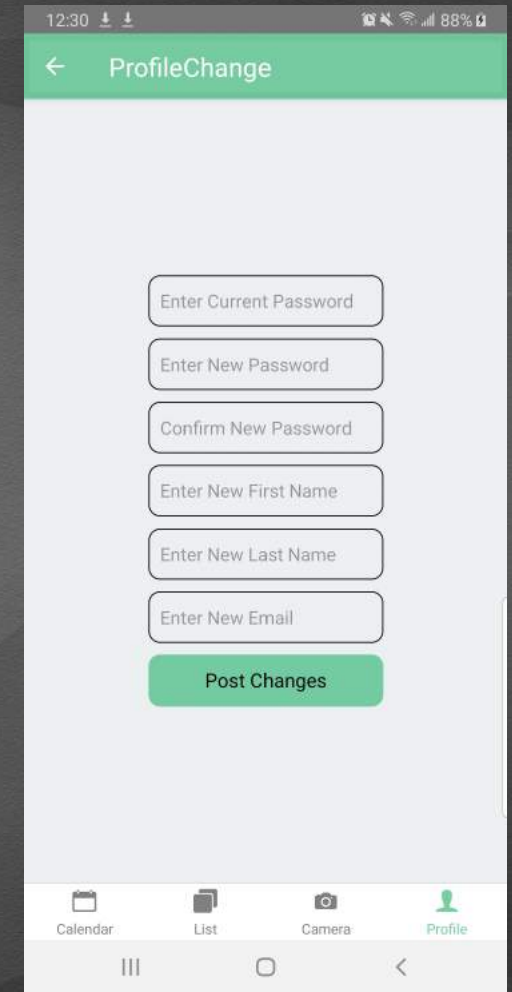 12:30
88%
ProfileChange
Enter Current Password
Enter New Password
Confirm New Password
Enter New First Name
Enter New Last Name
Enter New Email
Post Changes
Calendar List Camera Profile